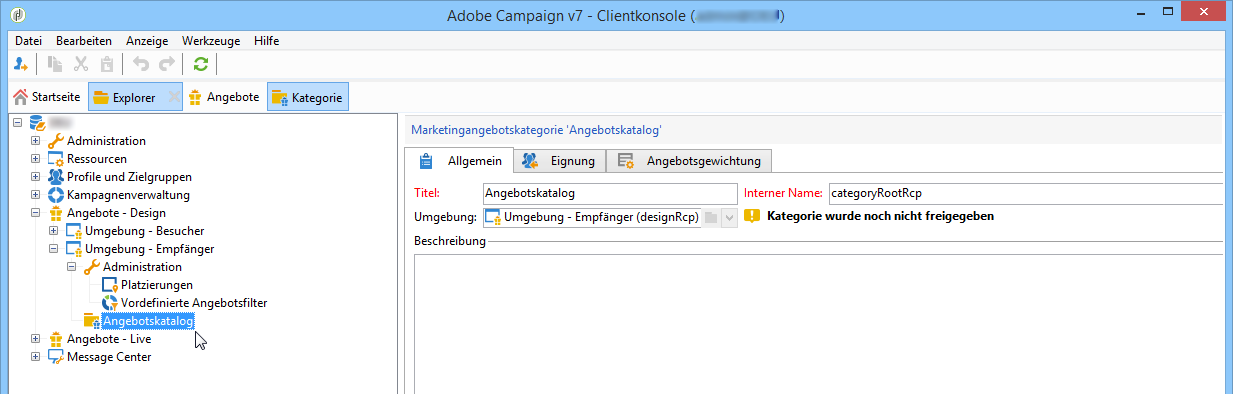 Adobe Campaign v7 - Clientkonsole ( )
Datei Bearbeiten Anzeige Werkzeuge Hilfe
Startseite Explorer Angebote Kategorie
Administration
Ressourcen
Profile und Zielgruppen
Kampagnenverwaltung
Angebote - Design
Umgebung - Besucher
Umgebung - Empfänger
Administration
Platzierungen
Vordefinierte Angebotsfilter
Angebotskatalog
Angebote - Live
Message Center
Marketingangebotskategorie 'Angebotskatalog'
Allgemein Eignung Angebotsgewichtung
Titel: Angebotskatalog Interner Name: categoryRootRcp
Umgebung: Umgebung - Empfänger (designRcp) Kategorie wurde noch nicht freigegeben
Beschreibung